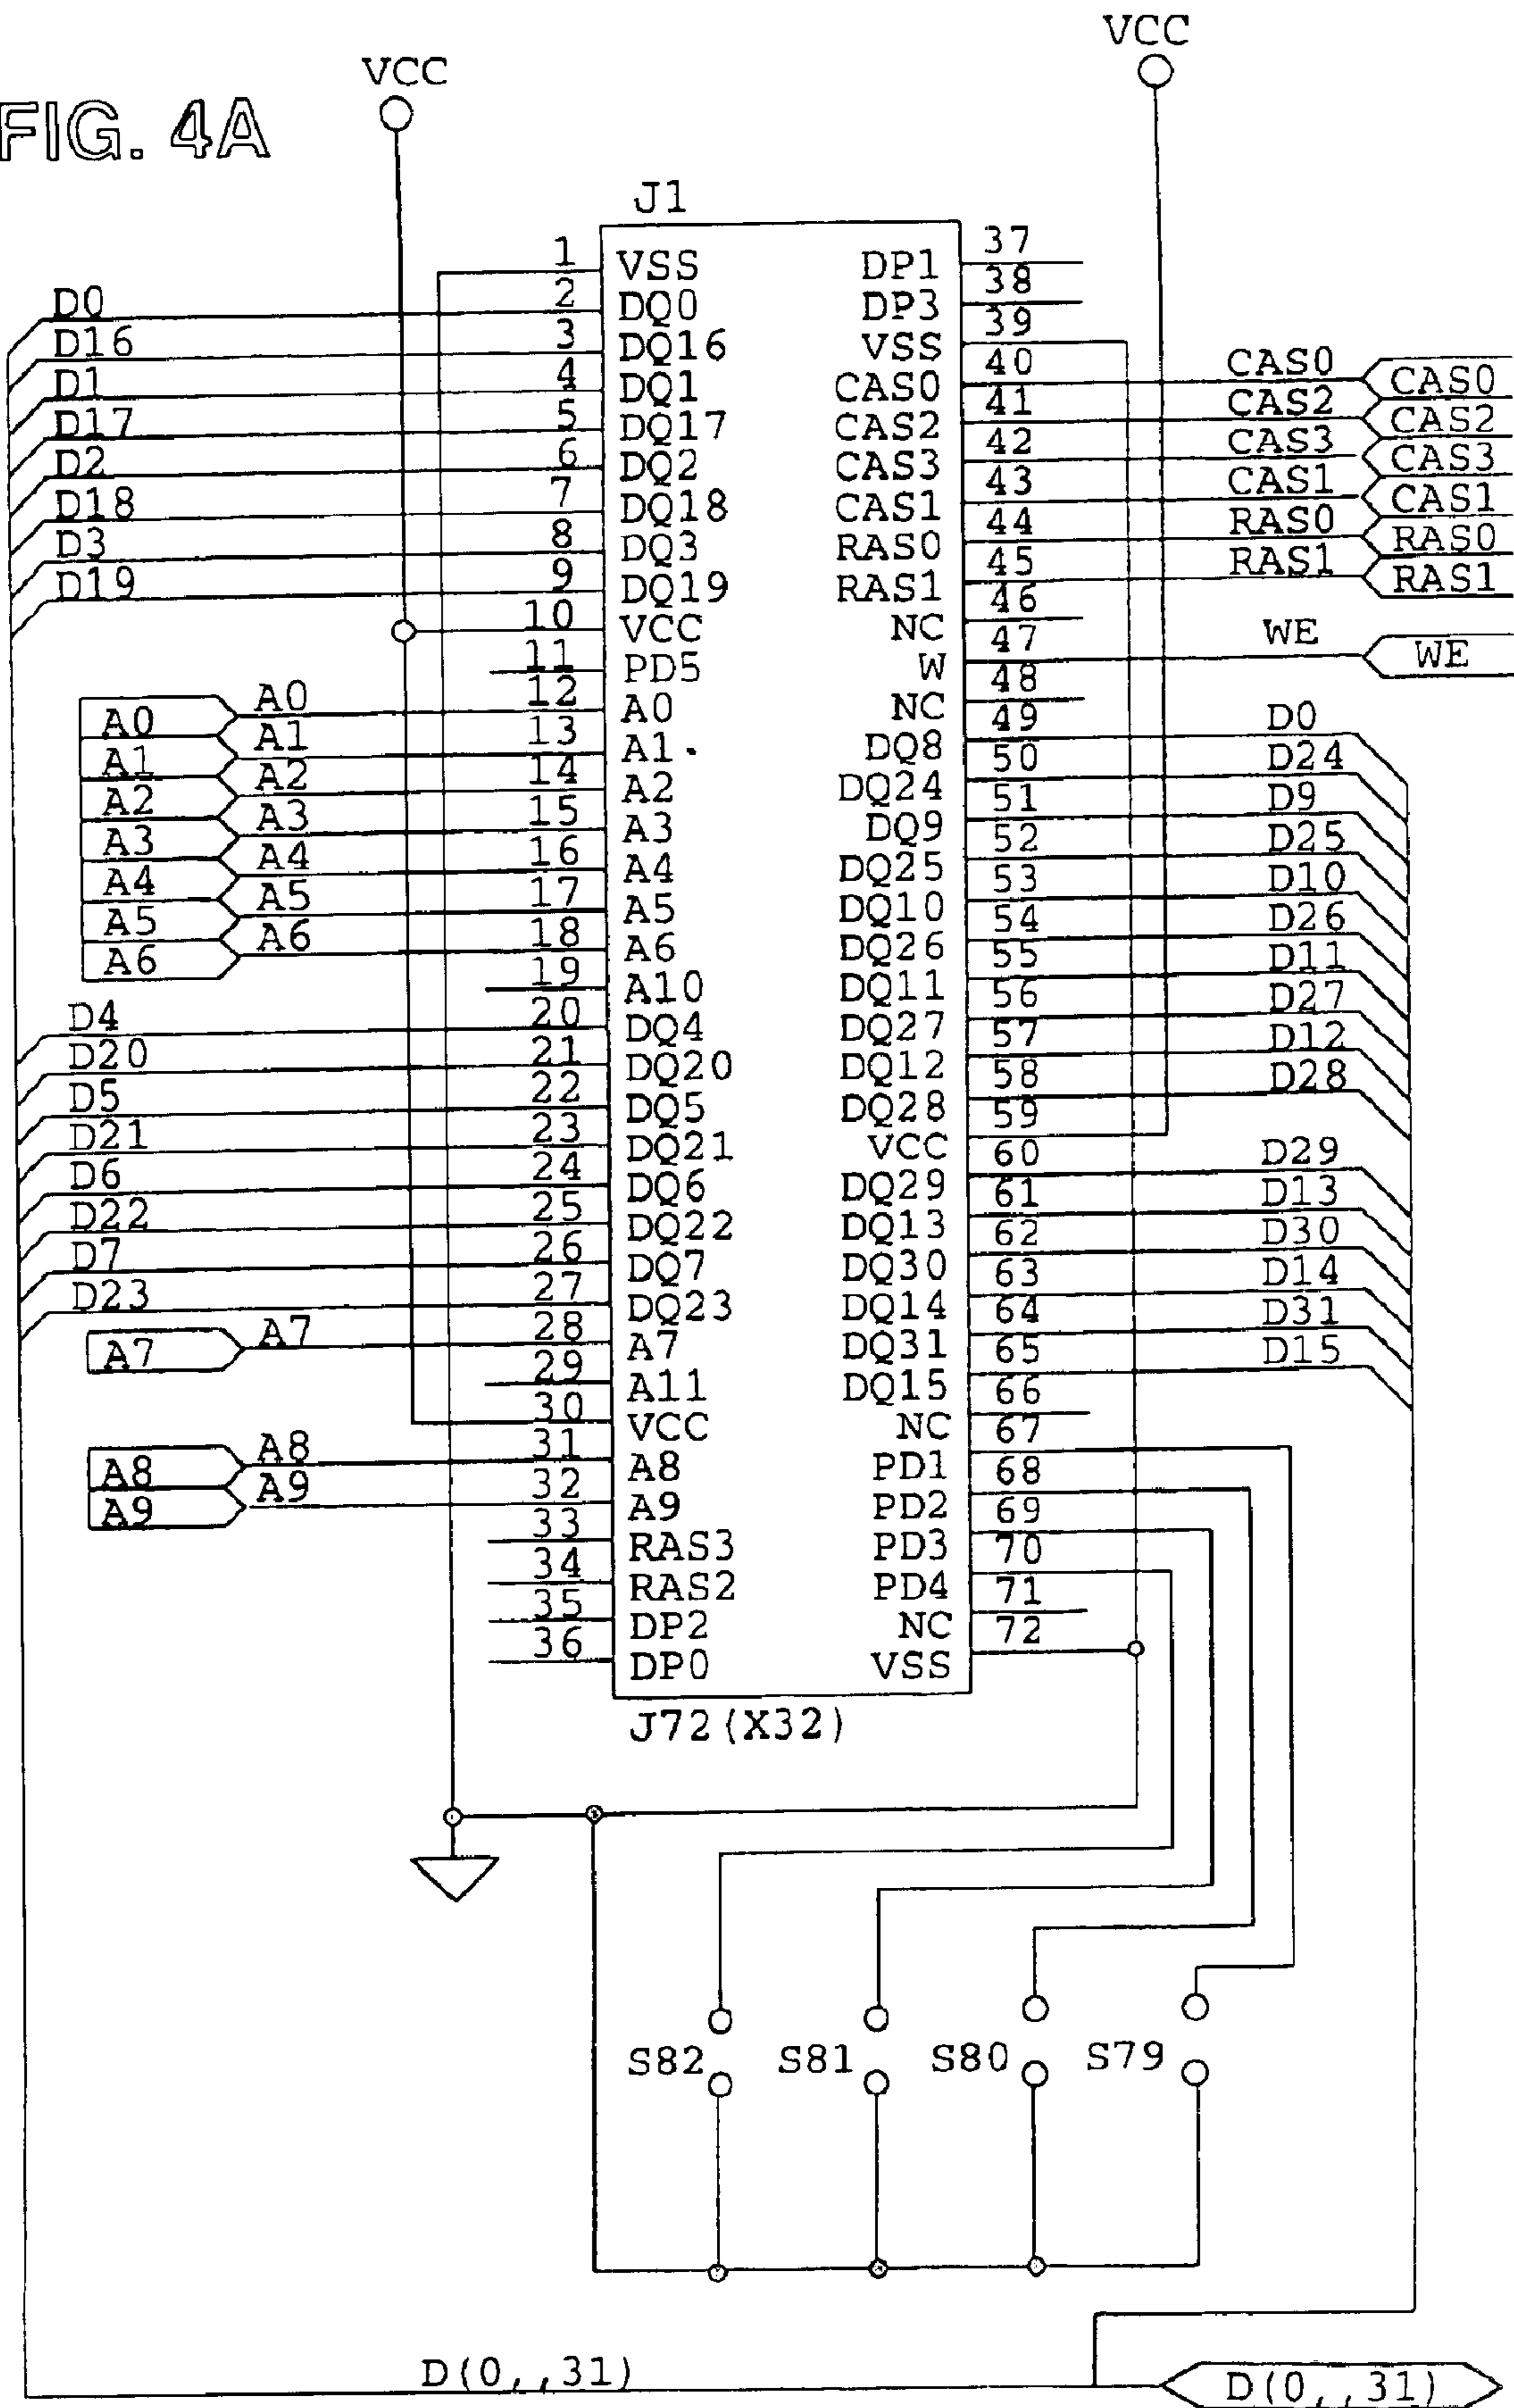 FIG. 4A
VCC
VCC
J1
1 VSS DP1 37
D0 2 DQ0 DP3 38
D16 3 DQ16 VSS 39
D1 4 DQ1 CAS0 40 CAS0 CAS0
D17 5 DQ17 CAS2 41 CAS2 CAS2
D2 6 DQ2 CAS3 42 CAS3 CAS3
D18 7 DQ18 CAS1 43 CAS1 CAS1
D3 8 DQ3 RAS0 44 RAS0 RAS0
D19 9 DQ19 RAS1 45 RAS1 RAS1
10 VCC NC 46
11 PD5 W 47 WE WE
A0 A0 12 A0 NC 48
A1 A1 13 A1. DQ8 49 D0
A2 A2 14 A2 DQ24 50 D24
A3 A3 15 A3 DQ9 51 D9
A4 A4 16 A4 DQ25 52 D25
A5 A5 17 A5 DQ10 53 D10
A6 A6 18 A6 DQ26 54 D26
19 A10 DQ11 55 D11
D4 20 DQ4 DQ27 56 D27
D20 21 DQ20 DQ12 57 D12
D5 22 DQ5 DQ28 58 D28
D21 23 DQ21 VCC 59
D6 24 DQ6 DQ29 60 D29
D22 25 DQ22 DQ13 61 D13
D7 26 DQ7 DQ30 62 D30
D23 27 DQ23 DQ14 63 D14
A7 A7 28 A7 DQ31 64 D31
29 A11 DQ15 65 D15
30 VCC NC 66
A8 A8 31 A8 PD1 67
A9 A9 32 A9 PD2 68
33 RAS3 PD3 69
34 RAS2 PD4 70
35 DP2 NC 71
36 DP0 VSS 72
J72(X32)
S82 S81 S80 S79
D(0,,31) D(0,,31)